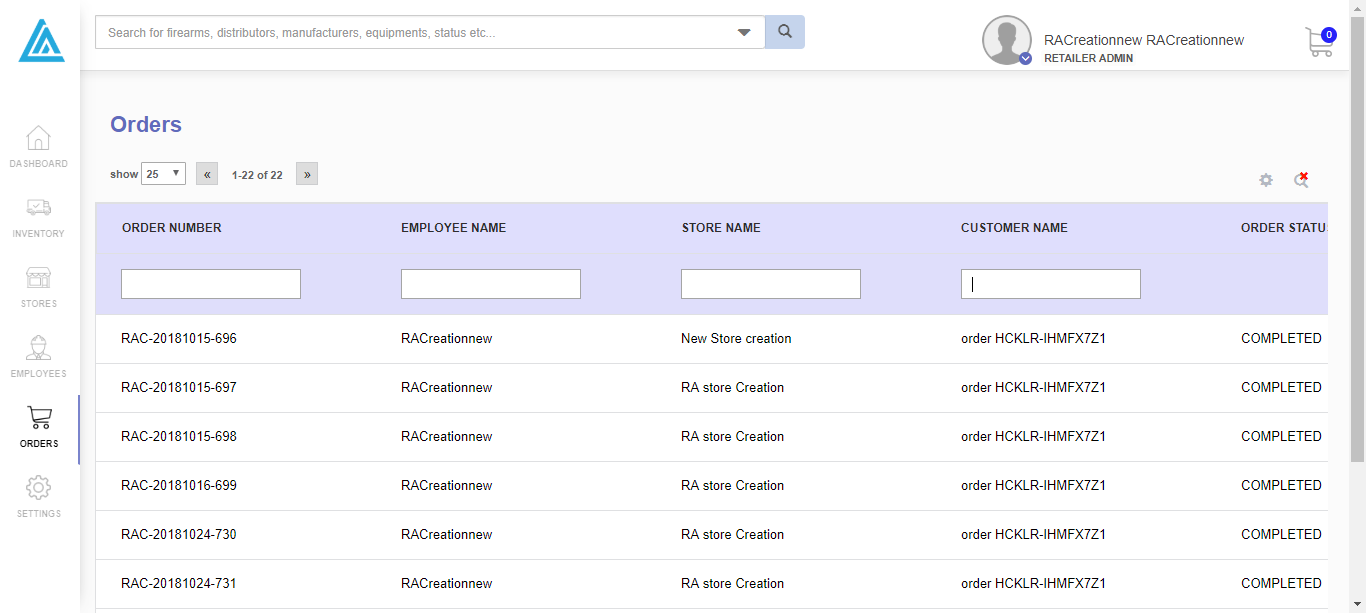 Search for firearms, distributors, manufacturers, equipments, status etc...
RACreationnew RACreationnew
RETAILER ADMIN
0
DASHBOARD
INVENTORY
STORES
EMPLOYEES
ORDERS
SETTINGS
Orders
show 25 « 1-22 of 22 »
ORDER NUMBER EMPLOYEE NAME STORE NAME CUSTOMER NAME ORDER STATU
RAC-20181015-696 RACreationnew New Store creation order HCKLR-IHMFX7Z1 COMPLETED
RAC-20181015-697 RACreationnew RA store Creation order HCKLR-IHMFX7Z1 COMPLETED
RAC-20181015-698 RACreationnew RA store Creation order HCKLR-IHMFX7Z1 COMPLETED
RAC-20181016-699 RACreationnew RA store Creation order HCKLR-IHMFX7Z1 COMPLETED
RAC-20181024-730 RACreationnew RA store Creation order HCKLR-IHMFX7Z1 COMPLETED
RAC-20181024-731 RACreationnew RA store Creation order HCKLR-IHMFX7Z1 COMPLETED